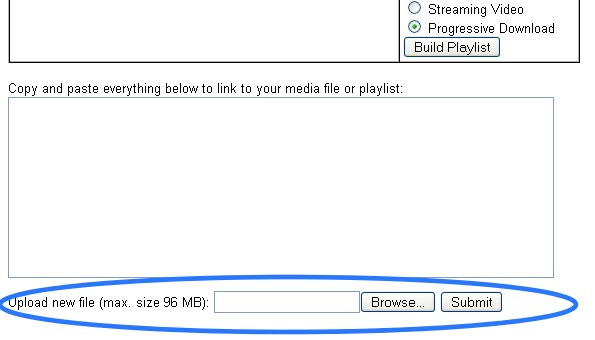 Streaming Video
Progressive Download
Build Playlist
Copy and paste everything below to link to your media file or playlist:
Upload new file (max. size 96 MB): Browse... Submit